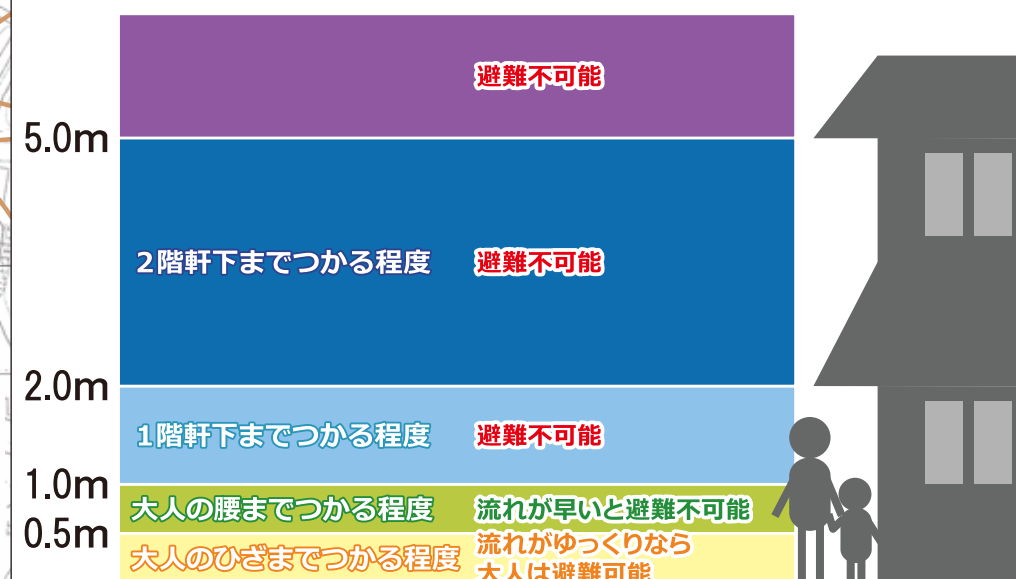 避難不可能
5.0m
2階軒下までつかる程度 避難不可能
2.0m
1階軒下までつかる程度 避難不可能
1.0m
大人の腰までつかる程度 流れが早いと避難不可能
0.5m
大人のひざまでつかる程度 流れがゆっくりなら
大人は避難可能